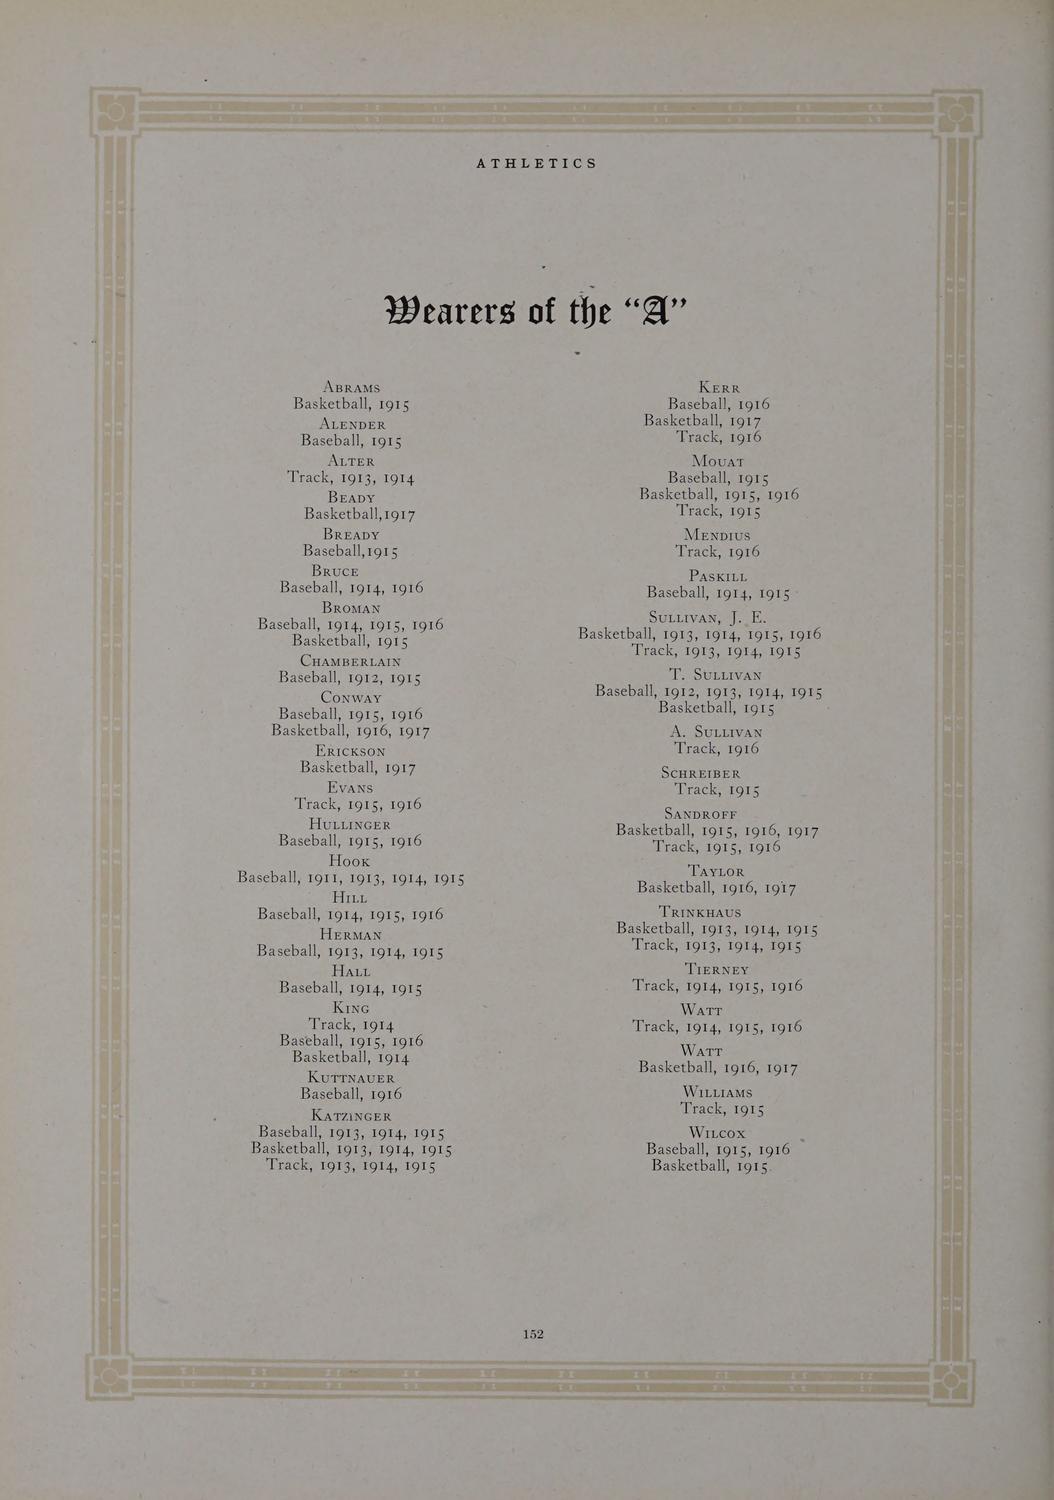 ATHLETICS
Wearers of the “A”
ABRAMS
Basketball, 1915
ALENDER
Baseball, 1915
ALTER
Track, 1913, 1914
BEADY
Basketball,1917
BREADY
Baseball,1915
BRUCE
Baseball, 1914, 1916
BROMAN
Baseball, 1914, 1915, 1916
Basketball, 1915
CHAMBERLAIN
Baseball, 1912, 1915
CONWAY
Baseball, 1915, 1916
Basketball, 1916, 1917
ERICKSON
Basketball, 1917
EVANS
Track, 1915, 1916
HULLINGER
Baseball, 1915, 1916
HOOK
Baseball, 1911, 1913, 1914, 1915
HILL
Baseball, 1914, 1915, 1916
HERMAN
Baseball, 1913, 1914, 1915
HALL
Baseball, 1914, 1915
KING
Track, 1914
Baseball, 1915, 1916
Basketball, 1914
KUTTNAUER
Baseball, 1916
KATZINGER
Baseball, 1913, 1914, 1915
Basketball, 1913, 1914, 1915
Track, 1913, 1914, 1915
KERR
Baseball, 1916
Basketball, 1917
Track, 1916
MOUAT
Baseball, 1915
Basketball, 1915, 1916
Track, 1915
MENDIUS
Track, 1916
PASKILL
Baseball, 1914, 1915
SULLIVAN, J. E.
Basketball, 1913, 1914, 1915, 1916
Track, 1913, 1914, 1915
T. SULLIVAN
Baseball, 1912, 1913, 1914, 1915
Basketball, 1915
A. SULLIVAN
Track, 1916
SCHREIBER
Track, 1915
SANDROFF
Basketball, 1915, 1916, 1917
Track, 1915, 1916
TAYLOR
Basketball, 1916, 1917
TRINKHAUS
Basketball, 1913, 1914, 1915
Track, 1913, 1914, 1915
TIERNEY
Track, 1914, 1915, 1916
WATT
Track, 1914, 1915, 1916
WATT
Basketball, 1916, 1917
WILLIAMS
Track, 1915
WILCOX
Baseball, 1915, 1916
Basketball, 1915
152